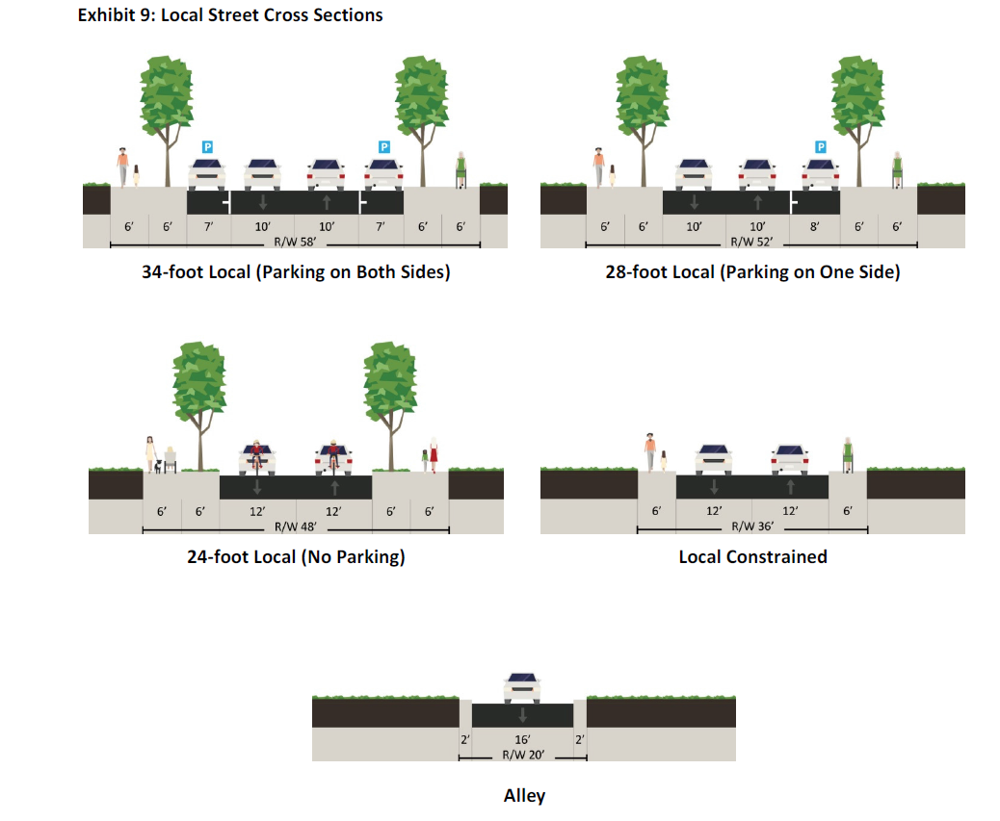 Exhibit 9: Local Street Cross Sections
P P
6′ 6′ 7′ 10′ 10′ 7′ 6′ 6′
R/W 58′
34-foot Local (Parking on Both Sides)
P
6′ 6′ 10′ 10′ 8′ 6′ 6′
R/W 52′
28-foot Local (Parking on One Side)
6′ 6′ 12′ 12′ 6′ 6′
R/W 48′
24-foot Local (No Parking)
6′ 12′ 12′ 6′
R/W 36′
Local Constrained
2′ 16′ 2′
R/W 20′
Alley